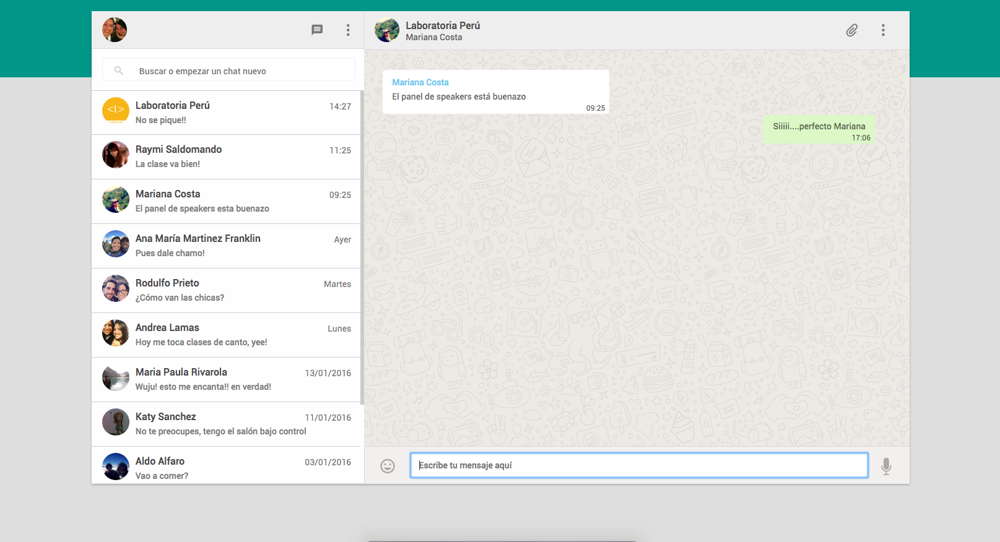 Buscar o empezar un chat nuevo
<l>
Laboratoria Perú
14:27
No se pique!!
Raymi Saldomando
11:25
La clase va bien!
Mariana Costa
09:25
El panel de speakers esta buenazo
Ana María Martinez Franklin
Ayer
Pues dale chamo!
Rodulfo Prieto
Martes
¿Cómo van las chicas?
Andrea Lamas
Lunes
Hoy me toca clases de canto, yee!
Maria Paula Rivarola
13/01/2016
Wuju! esto me encanta!! en verdad!
Katy Sanchez
11/01/2016
No te preocupes, tengo el salón bajo control
Aldo Alfaro
03/01/2016
Vao a comer?
Laboratoria Perú
Mariana Costa
Mariana Costa
El panel de speakers está buenazo
09:25
Siiiii....perfecto Mariana
17:06
Escribe tu mensaje aquí